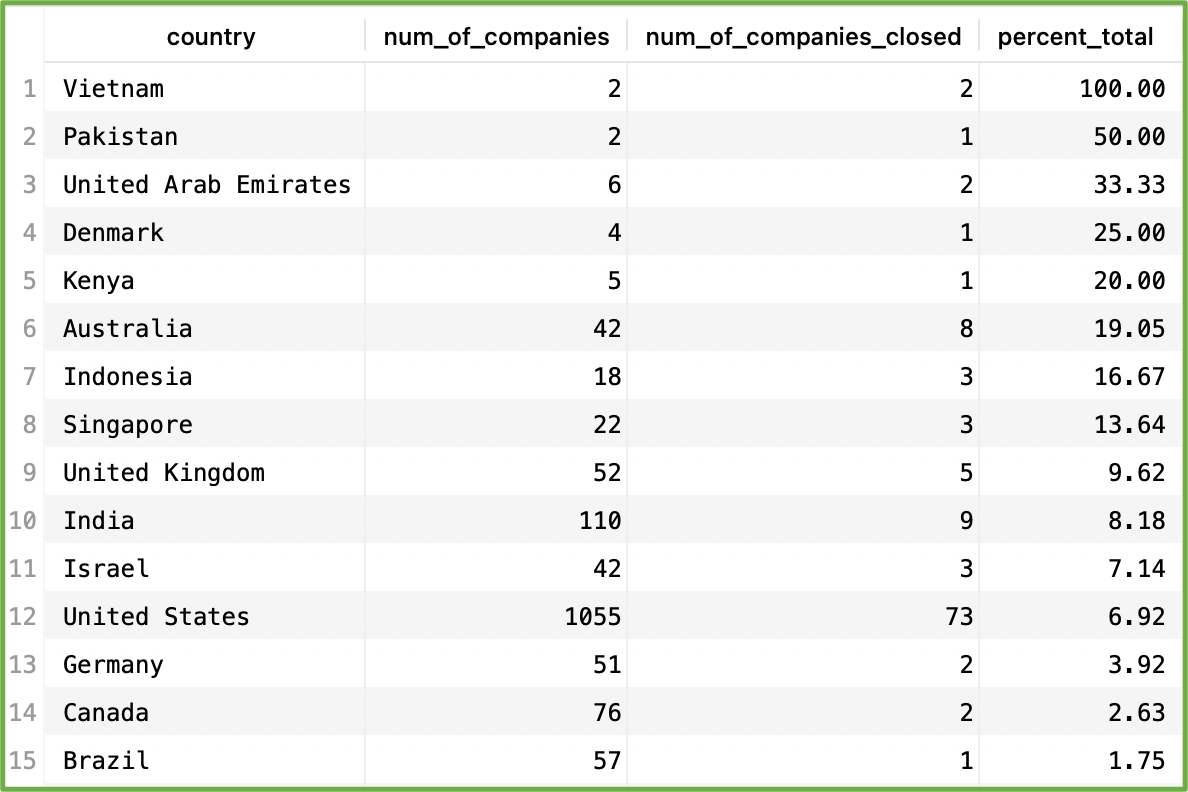 country num_of_companies num_of_companies_closed percent_total
1 Vietnam 2 2 100.00
2 Pakistan 2 1 50.00
3 United Arab Emirates 6 2 33.33
4 Denmark 4 1 25.00
5 Kenya 5 1 20.00
6 Australia 42 8 19.05
7 Indonesia 18 3 16.67
8 Singapore 22 3 13.64
9 United Kingdom 52 5 9.62
10 India 110 9 8.18
11 Israel 42 3 7.14
12 United States 1055 73 6.92
13 Germany 51 2 3.92
14 Canada 76 2 2.63
15 Brazil 57 1 1.75